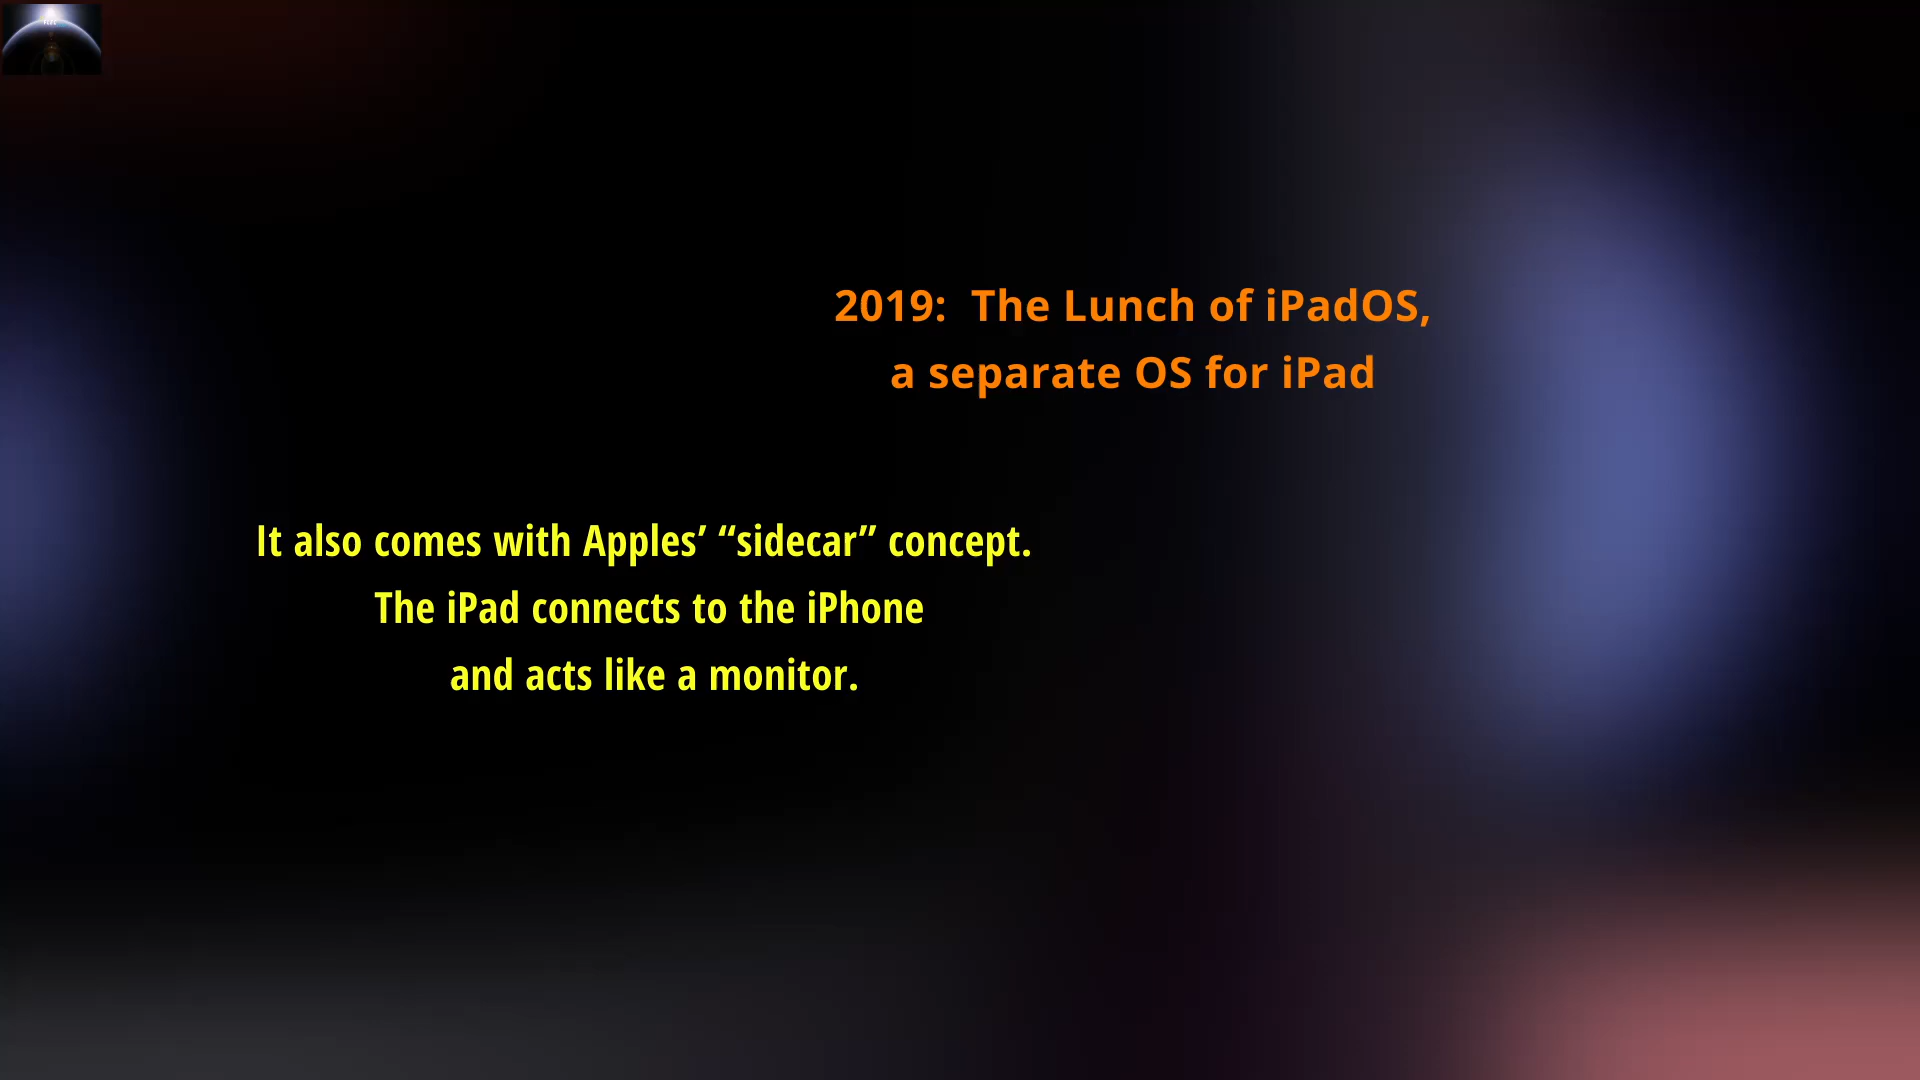 2019:  The Lunch of iPadOS,
a separate OS for iPad
It also comes with Apples’ “sidecar” concept.
The iPad connects to the iPhone
and acts like a monitor.